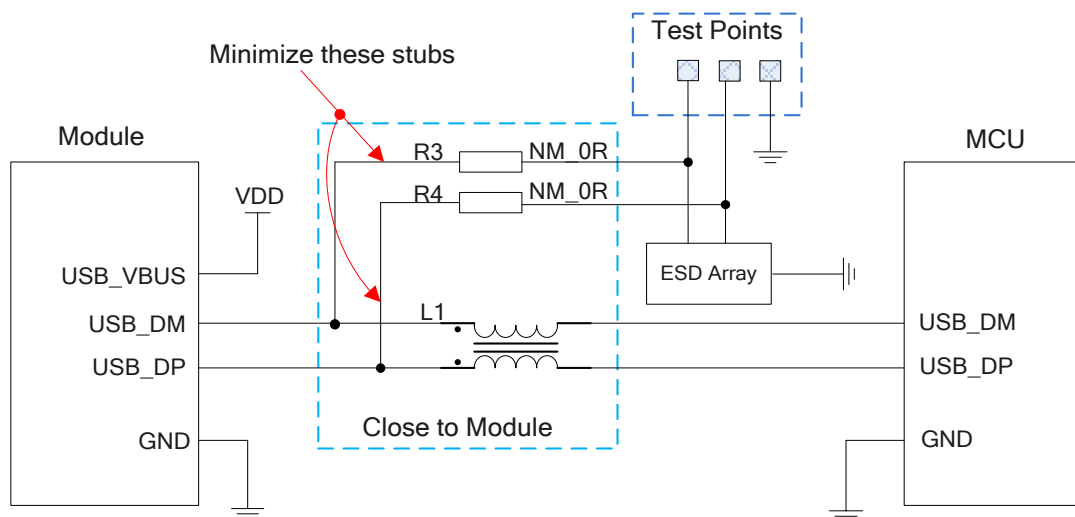 Test Points
Minimize these stubs
Module
MCU
R3
NM_0R
R4
NM_0R
VDD
USB_VBUS
ESD Array
USB_DM
L1
USB_DM
USB_DP
USB_DP
Close to Module
GND
GND